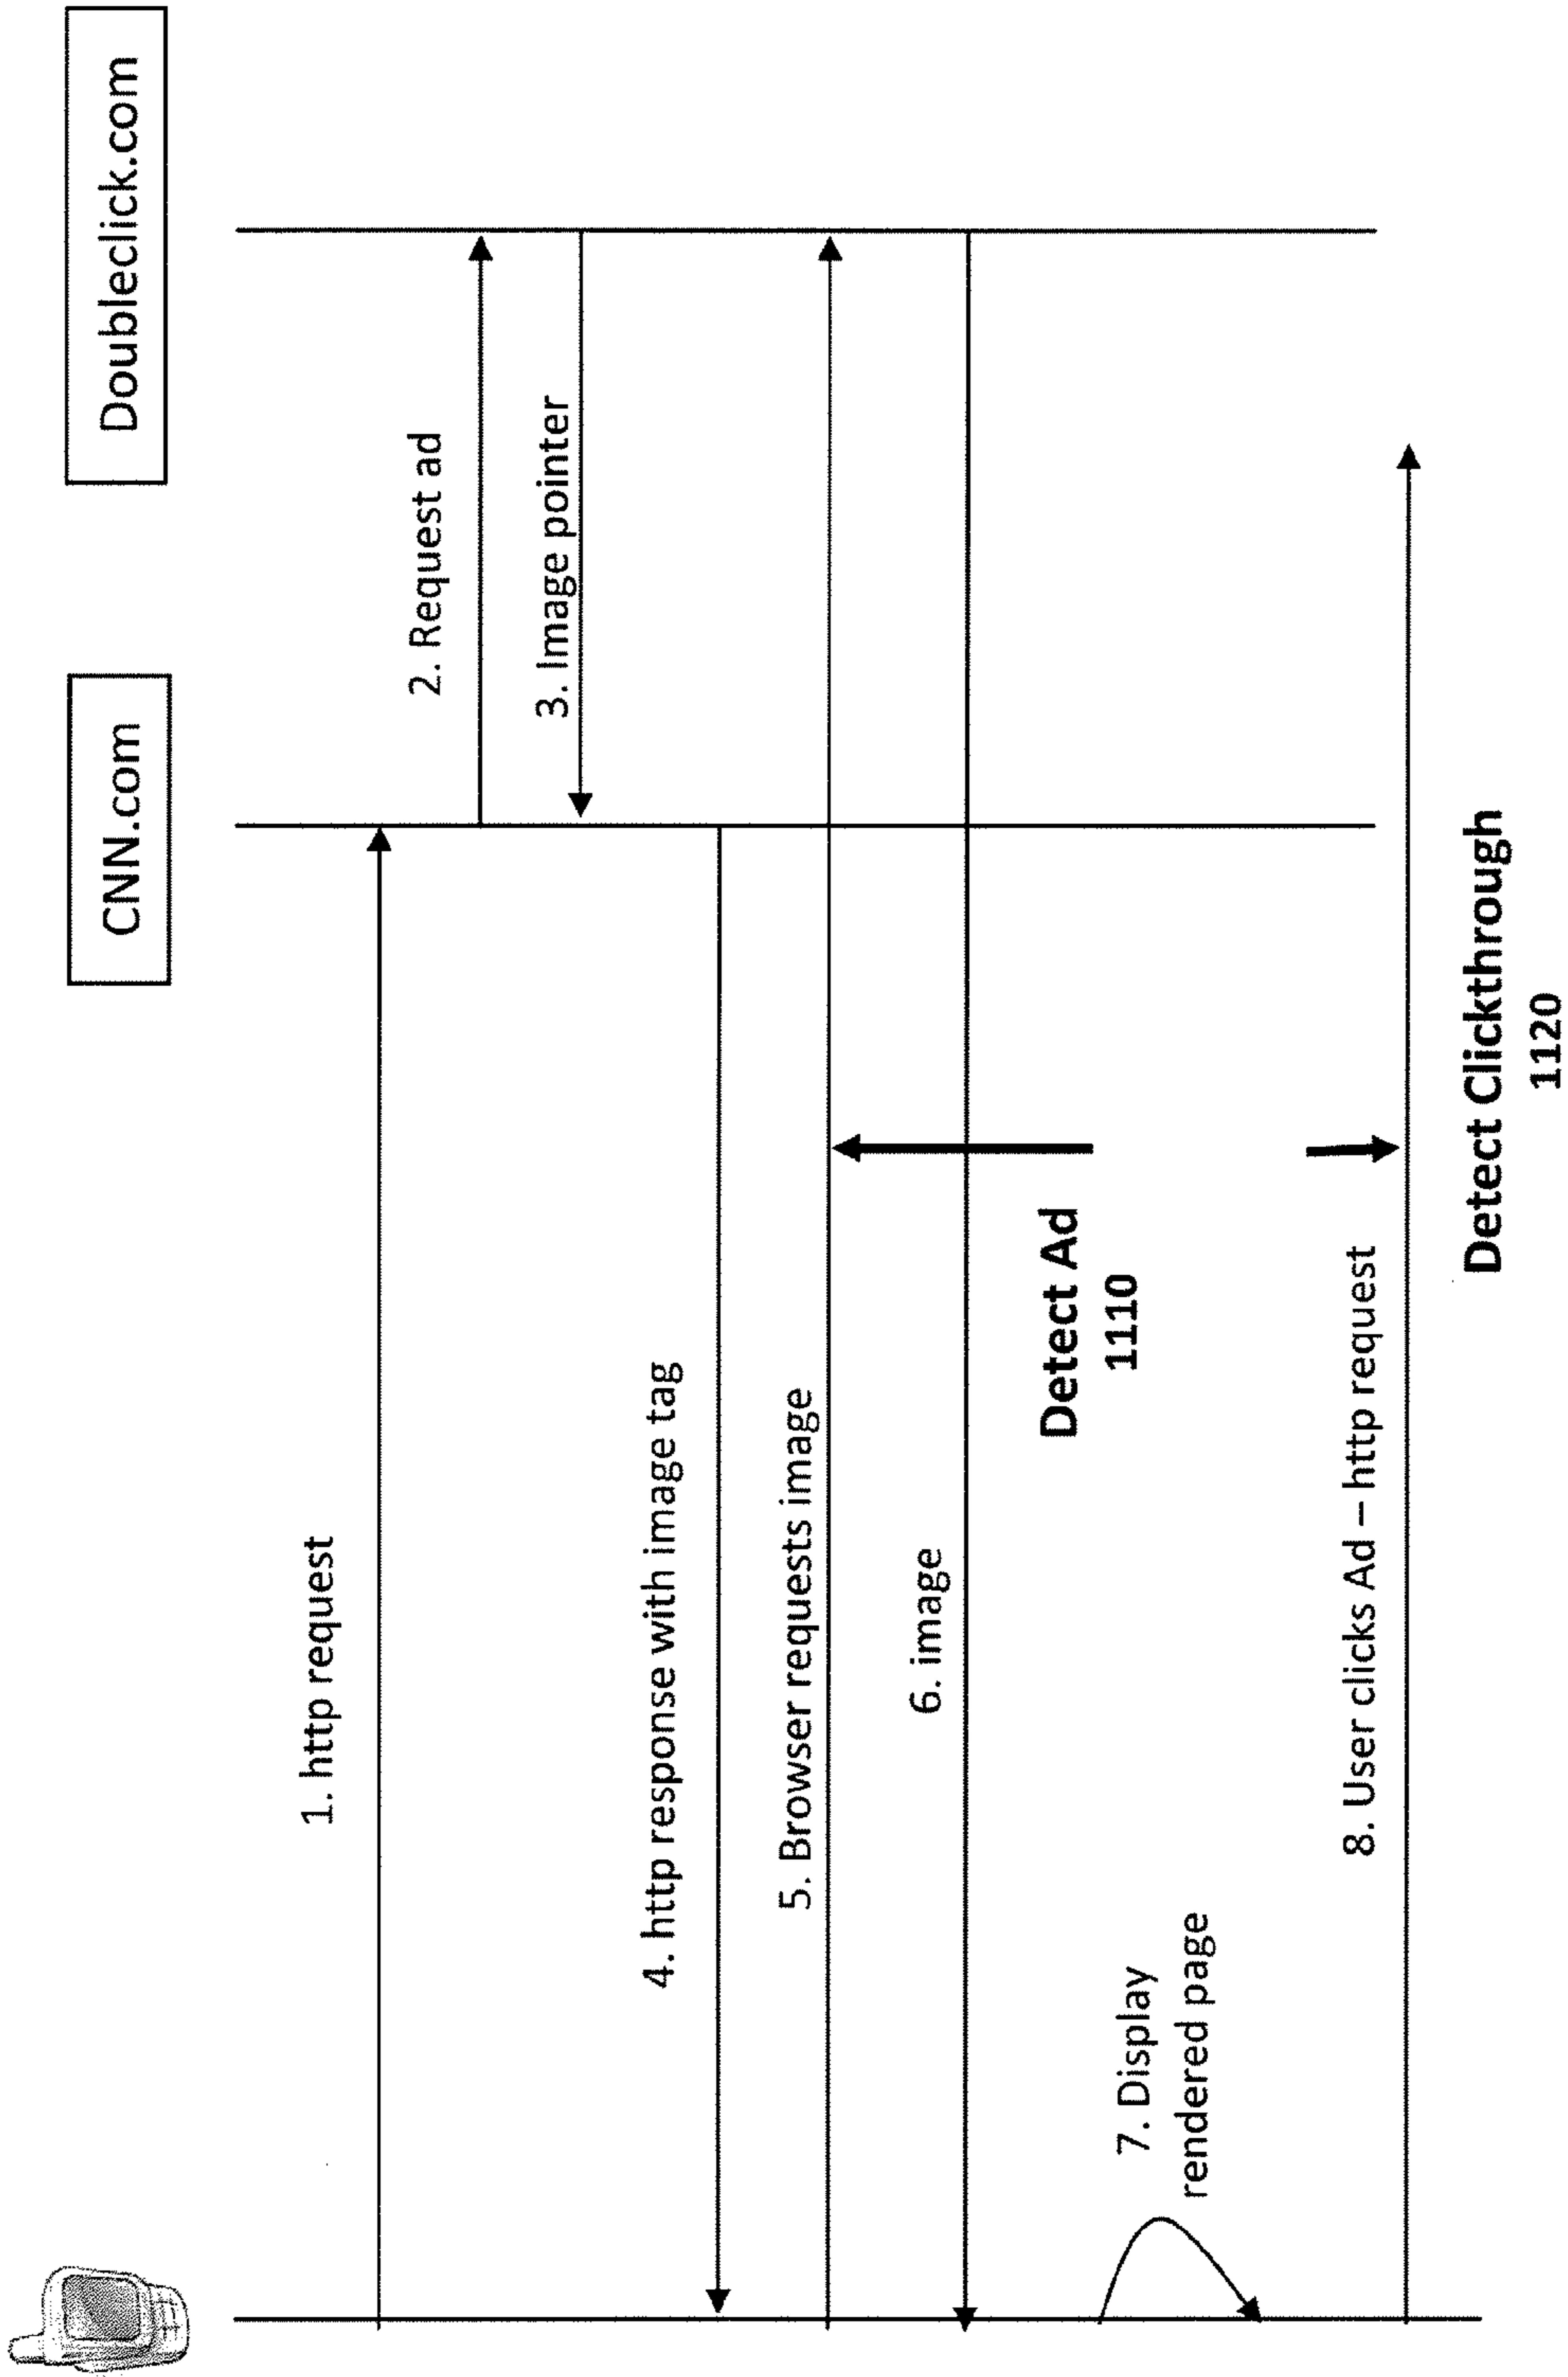 CNN.com
Doubleclick.com
1. http request
2. Request ad
3. Image pointer
4. http response with image tag
5. Browser requests image
6. image
Detect Ad
1110
7. Display
rendered page
8. User clicks Ad – http request
Detect Clickthrough
1120